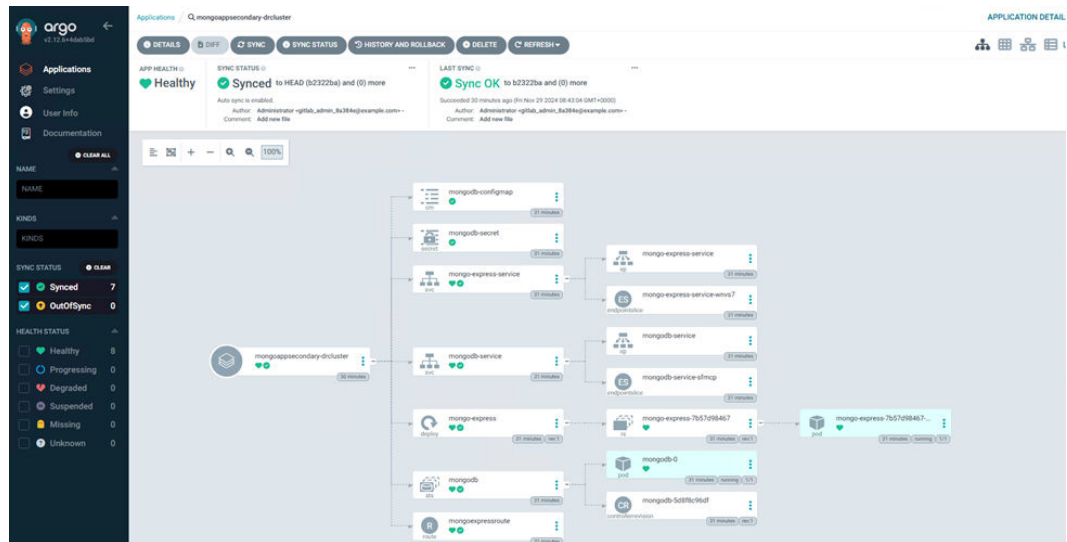 argo
v2.12.6+4dab5bd
Applications
Settings
User Info
Documentation
CLEAR ALL
NAME
NAME
KINDS
KINDS
SYNC STATUS
CLEAR
Synced 7
OutOfSync 0
HEALTH STATUS
Healthy 8
Progressing 0
Degraded 0
Suspended 0
Missing 0
Unknown 0
Applications / mongoappsecondary-drcluster
APPLICATION DETAIL
DETAILS
DIFF
SYNC
SYNC STATUS
HISTORY AND ROLLBACK
DELETE
REFRESH
APP HEALTH
Healthy
SYNC STATUS
Synced to HEAD (b2322ba) and (0) more
Auto sync is enabled.
Author: Administrator <gitlab_admin_8a384e@example.com> -
Comment: Add new file
LAST SYNC
Sync OK to b2322ba and (0) more
Succeeded 30 minutes ago (Fri Nov 29 2024 08:43:04 GMT+0000)
Author: Administrator <gitlab_admin_8a384e@example.com> -
Comment: Add new file
100%
mongoappsecondary-drcluster
30 minutes
mongodb-configmap
cm
31 minutes
mongodb-secret
secret
31 minutes
mongo-express-service
svc
31 minutes
mongo-express-service
ep
31 minutes
ES
mongo-express-service-wnvs7
endpointslice
31 minutes
mongodb-service
svc
31 minutes
mongodb-service
ep
31 minutes
ES
mongodb-service-sfmcp
endpointslice
31 minutes
mongo-express
deploy
31 minutes rev:1
mongo-express-7b57d98467
rs
31 minutes rev:1
mongo-express-7b57d98467-...
pod
31 minutes running 1/1
mongodb
sts
31 minutes
mongodb-0
pod
31 minutes running 1/1
CR
mongodb-5d8f8c96df
controllerrevision
31 minutes rev:1
R
mongoexpressroute
route
31 minutes